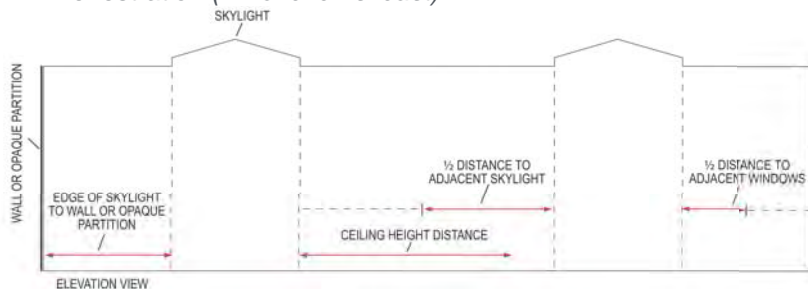 SKYLIGHT
WALL OR OPAQUE PARTITION
½ DISTANCE TO
ADJACENT SKYLIGHT
½ DISTANCE TO
ADJACENT WINDOWS
EDGE OF SKYLIGHT
TO WALL OR OPAQUE
PARTITION
CEILING HEIGHT DISTANCE
ELEVATION VIEW